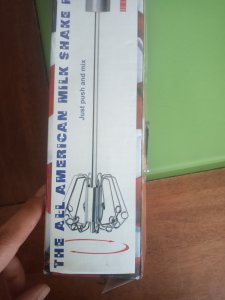 THE ALL AMERICAN MILK SHAKE
Just push and mix